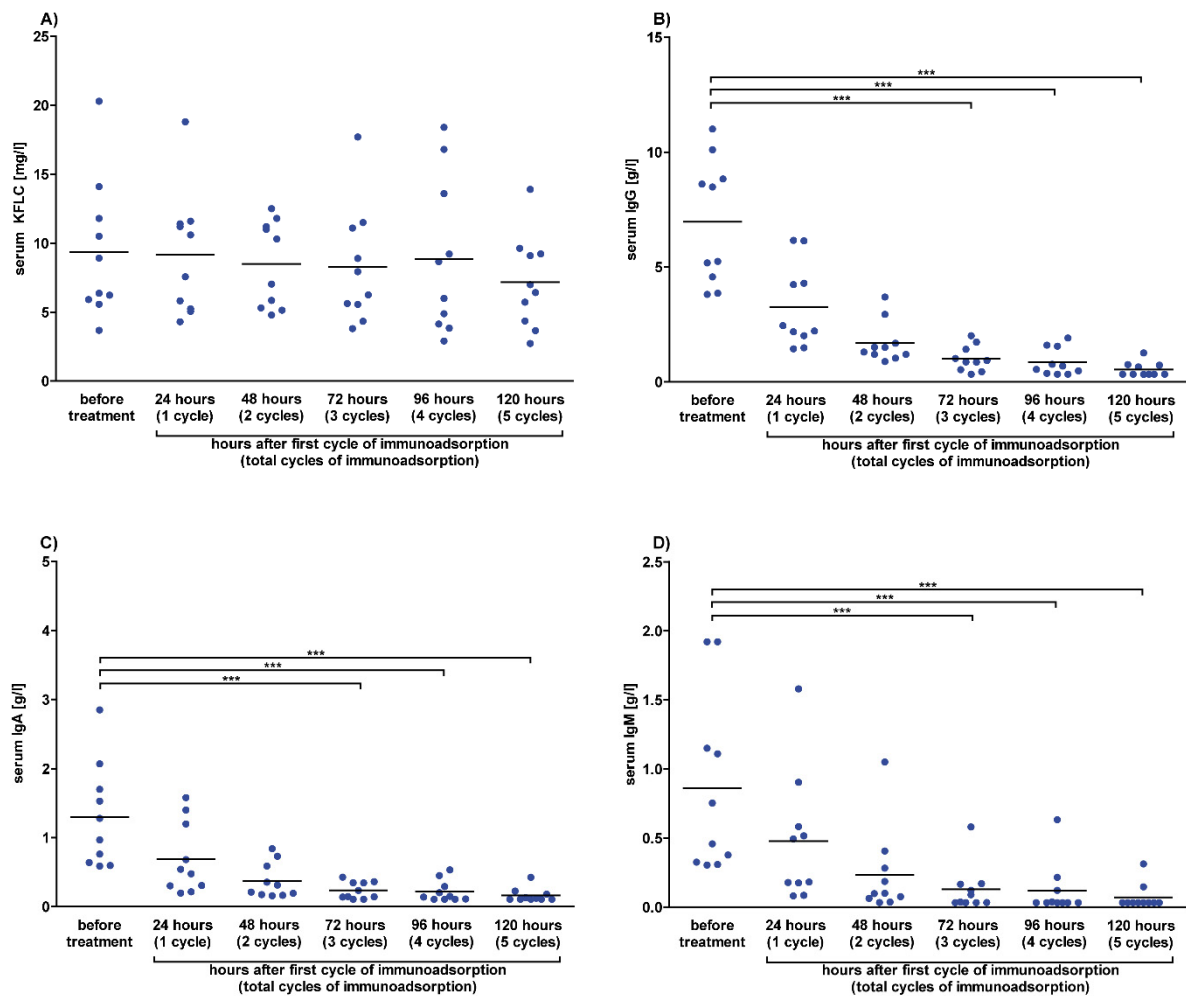 A)
25
20
15
10
5
0
serum KFLC [mg/l]
before
treatment
24 hours
(1 cycle)
48 hours
(2 cycles)
72 hours
(3 cycles)
96 hours
(4 cycles)
120 hours
(5 cycles)
hours after first cycle of immunoadsorption
(total cycles of immunoadsorption)
B)
15
10
5
0
serum IgG [g/l]
***
***
***
before
treatment
24 hours
(1 cycle)
48 hours
(2 cycles)
72 hours
(3 cycles)
96 hours
(4 cycles)
120 hours
(5 cycles)
hours after first cycle of immunoadsorption
(total cycles of immunoadsorption)
C)
5
4
3
2
1
0
serum IgA [g/l]
***
***
***
before
treatment
24 hours
(1 cycle)
48 hours
(2 cycles)
72 hours
(3 cycles)
96 hours
(4 cycles)
120 hours
(5 cycles)
hours after first cycle of immunoadsorption
(total cycles of immunoadsorption)
D)
2.5
2.0
1.5
1.0
0.5
0.0
serum IgM [g/l]
***
***
***
before
treatment
24 hours
(1 cycle)
48 hours
(2 cycles)
72 hours
(3 cycles)
96 hours
(4 cycles)
120 hours
(5 cycles)
hours after first cycle of immunoadsorption
(total cycles of immunoadsorption)